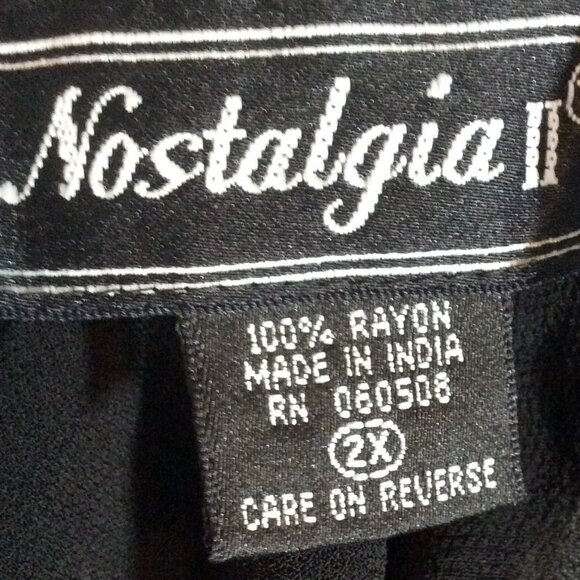 Nostalgia II
100% RAYON
MADE IN INDIA
RN 060508
2X
CARE ON REVERSE